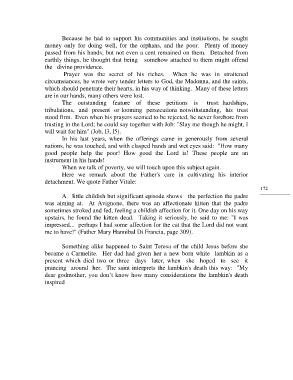 Because he had to support his communities and institutions, he sought
money only for doing well, for the orphans, and the poor. Plenty of money
passed from his hands, but not even a cent remained on them. Detached from
earthly things, he thought that being somehow attached to them might offend
the divine providence.
Prayer was the secret of his riches. When he was in straitened
circumstances, he wrote very tender letters to God, the Madonna, and the saints,
which should penetrate their hearts, in his way of thinking. Many of these letters
are in our hands, many others were lost.
The outstanding feature of these petitions is trust: hardships,
tribulations, and present or looming persecutions notwithstanding, his trust
stood firm. Even when his prayers seemed to be rejected, he never forbore from
trusting in the Lord; he could say together with Job: "Slay me though he might, I
will wait for him" (Job, 13, 15).
In his last years, when the offerings came in generously from several
nations, he was touched, and with clasped hands and wet eyes said: "How many
good people help the poor! How good the Lord is! These people are an
instrument in his hands!
When we talk of poverty, we will touch upon this subject again.
Here we remark about the Father's care in cultivating his interior
detachment. We quote Father Vitale:
172
A little childish but significant episode shows the perfection the padre
was aiming at. At Avignone, there was an affectionate kitten that the padre
sometimes stroked and fed, feeling a childish affection for it. One day on his way
upstairs, he found the kitten dead. Taking it seriously, he said to me: "I was
impressed... perhaps I had some affection for the cat that the Lord did not want
me to have!" (Father Mary Hannibal Di Francia, page 309).
Something alike happened to Saint Teresa of the child Jesus before she
became a Carmelite. Her dad had given her a new born white lambkin as a
present which died two or three days later, when she hoped to see it
prancing around her. The saint interprets the lambkin's death this way: "My
dear godmother, you don't know how many considerations the lambkin's death
inspired